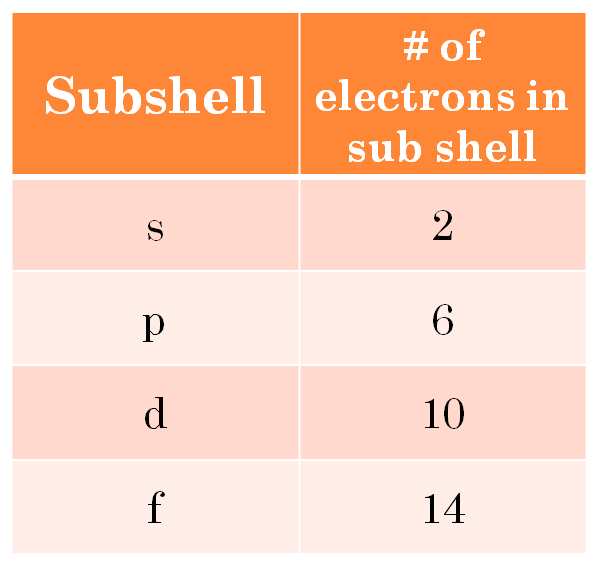 Subshell
# of
electrons in
sub shell
s
2
p
6
d
10
f
14